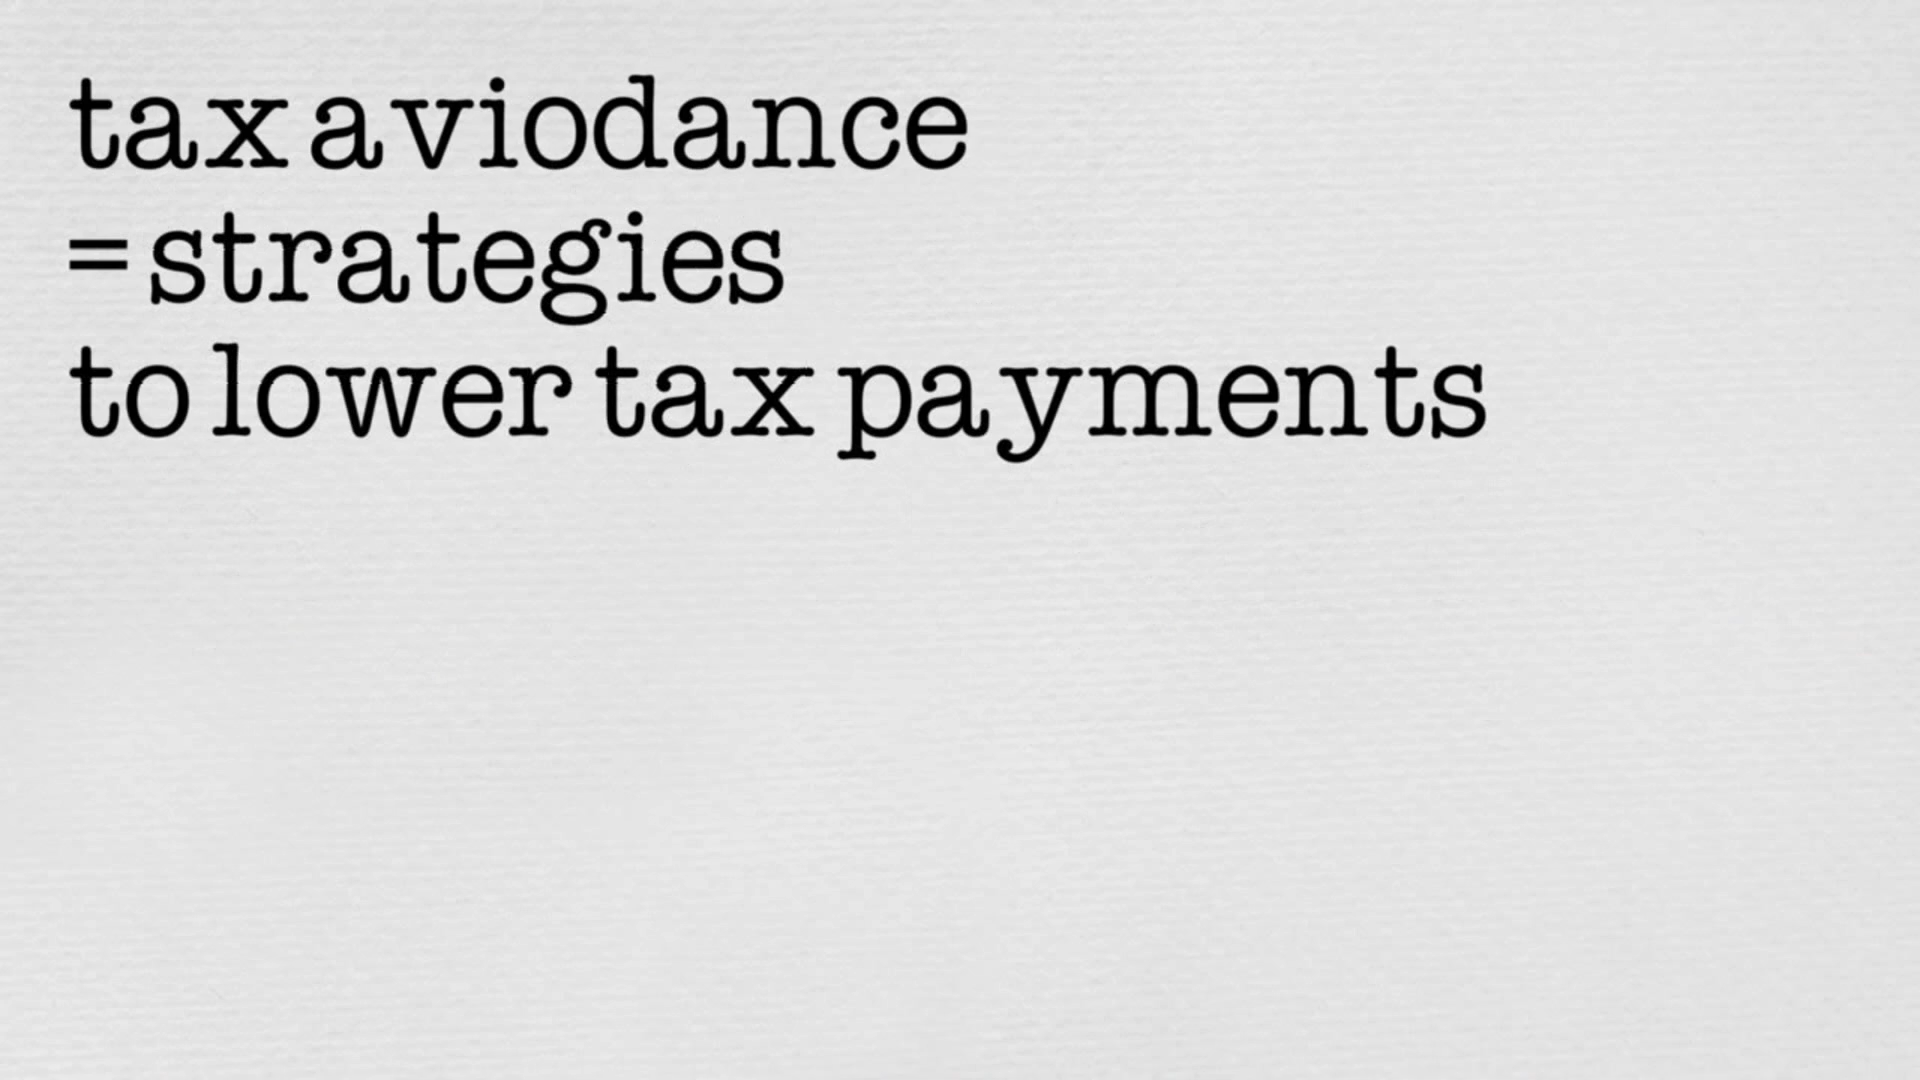 tax aviodance
= strategies
to lower tax payments